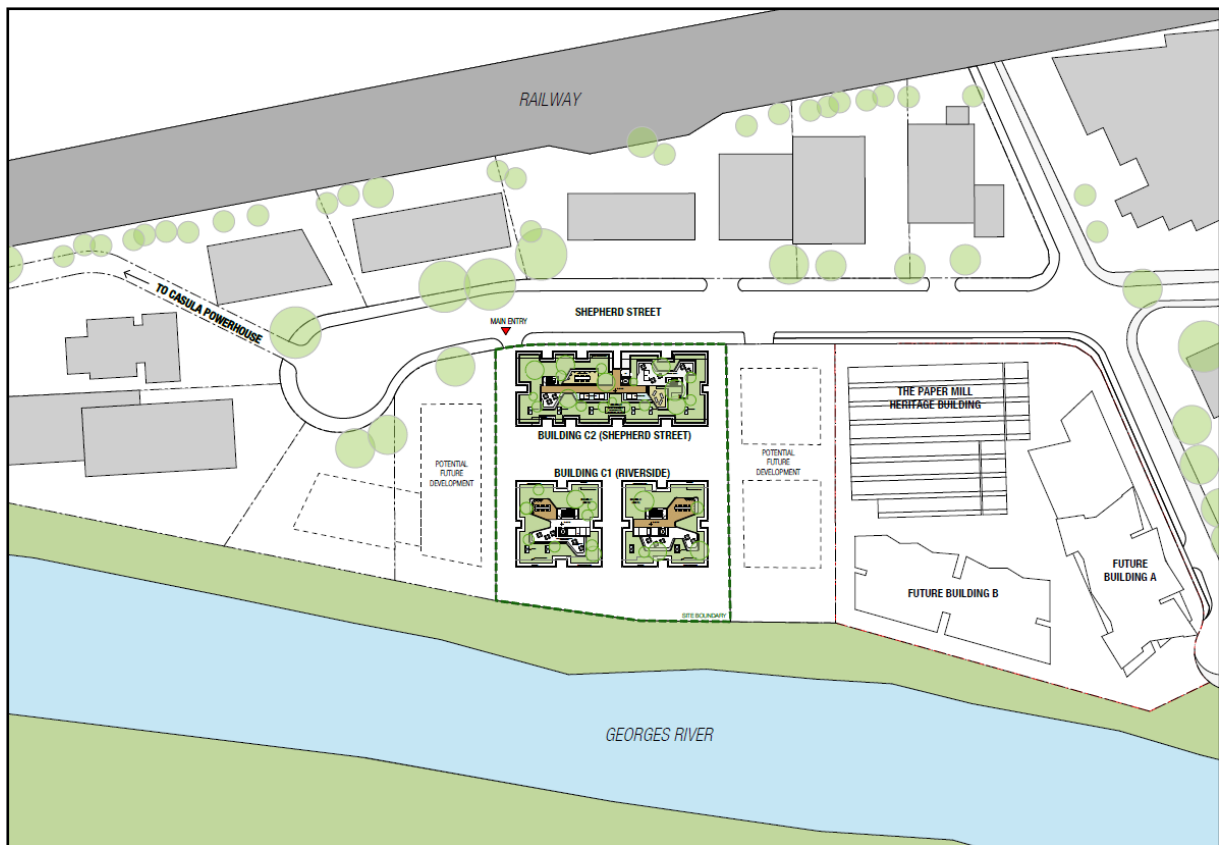 RAILWAY
TO CASULA POWERHOUSE
SHEPHERD STREET
MAIN ENTRY
THE PAPER MILL
HERITAGE BUILDING
BUILDING C2 (SHEPHERD STREET)
POTENTIAL
FUTURE
DEVELOPMENT
BUILDING C1 (RIVERSIDE)
POTENTIAL
FUTURE
DEVELOPMENT
FUTURE
BUILDING A
FUTURE BUILDING B
SITE BOUNDARY
GEORGES RIVER